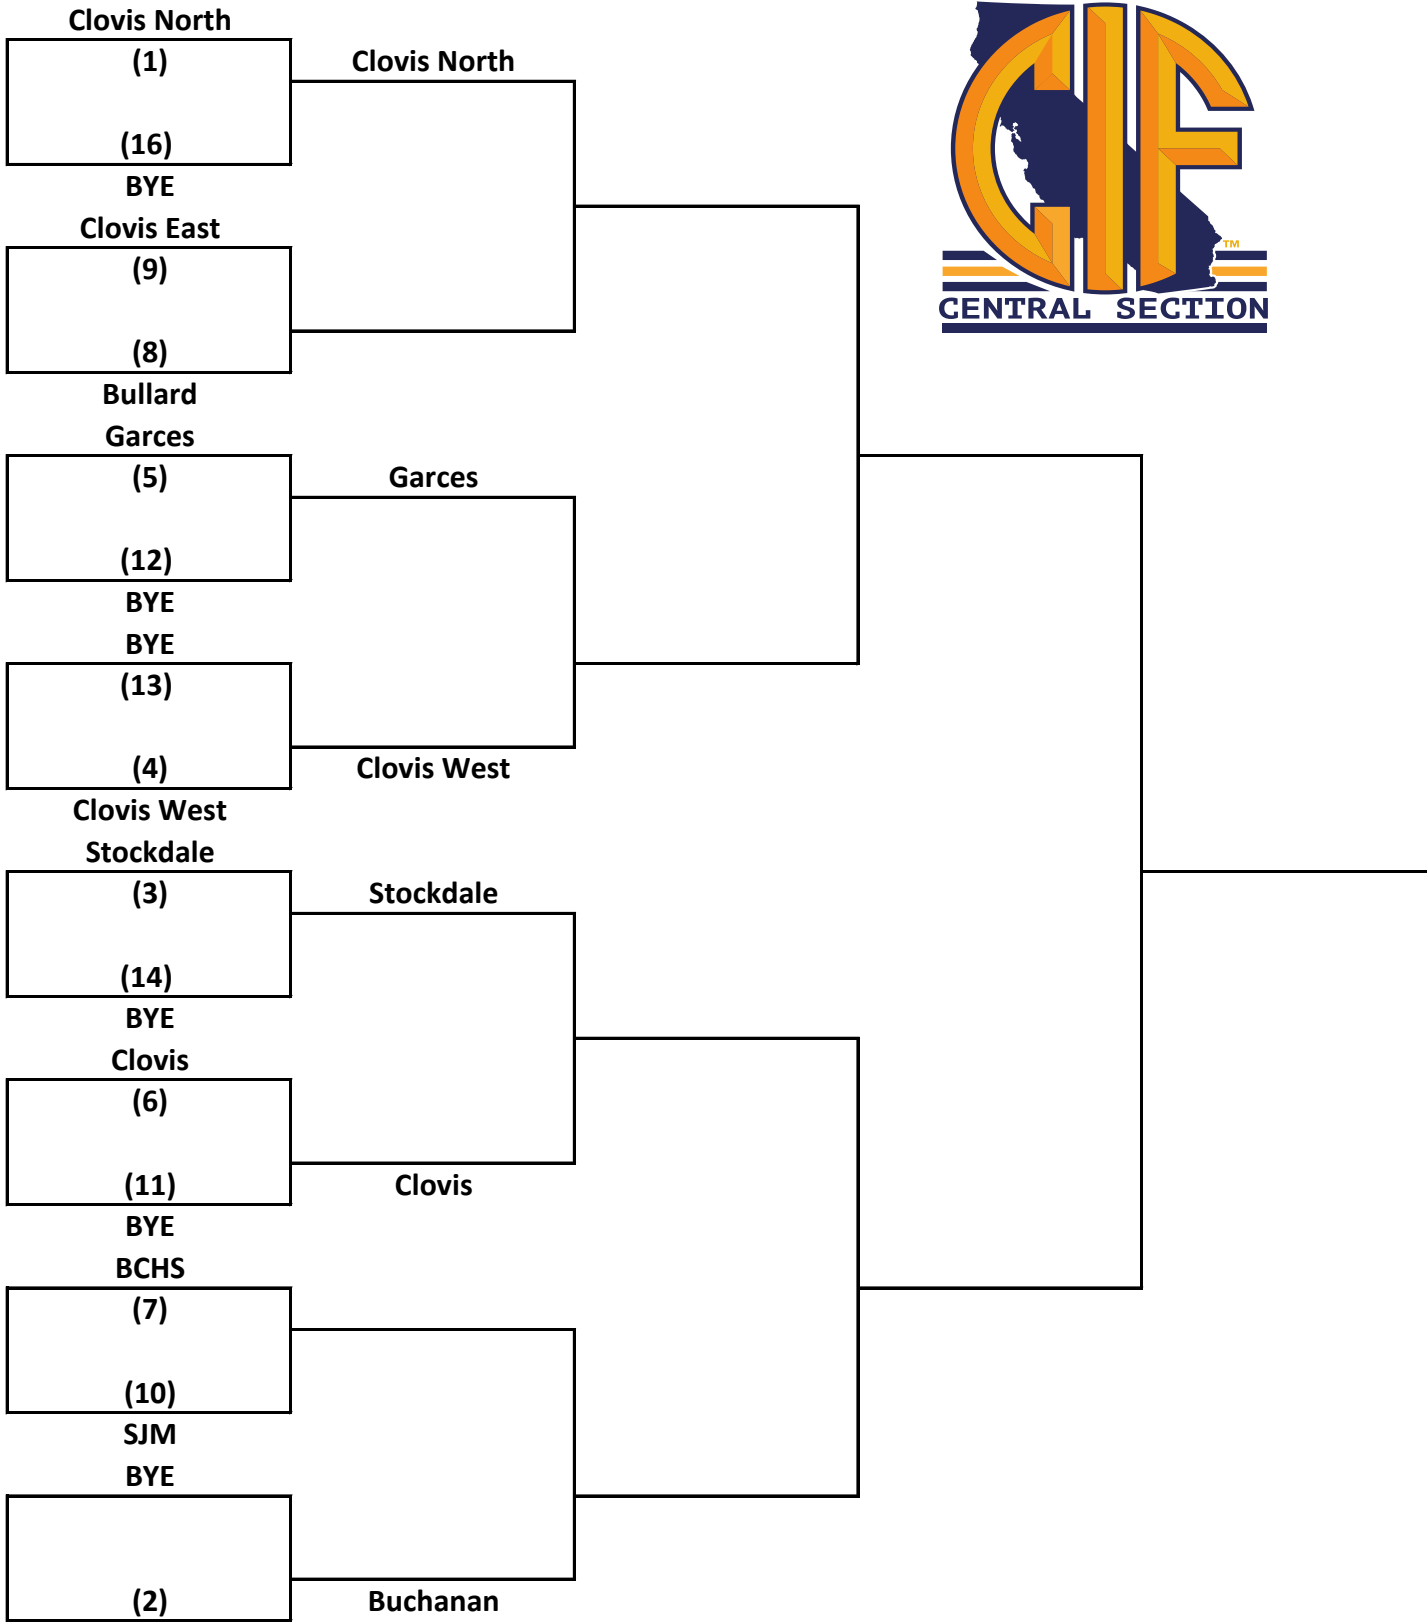 Clovis North
(1)
Clovis North
(16)
BYE
Clovis East
(9)
(8)
Bullard
Garces
(5)
Garces
(12)
BYE
BYE
(13)
(4)
Clovis West
Clovis West
Stockdale
(3)
Stockdale
(14)
BYE
Clovis
(6)
(11)
Clovis
BYE
BCHS
(7)
(10)
SJM
BYE
(2)
Buchanan
CIF
TM
CENTRAL SECTION